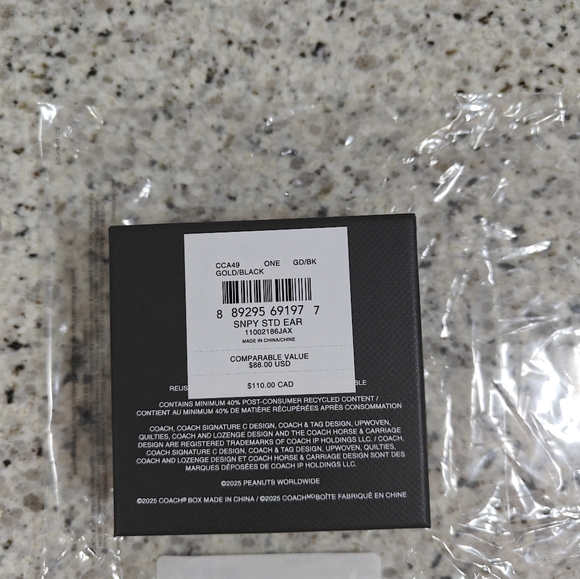 CCA49 ONE GD/BK
GOLD/BLACK
8 89295 69197 7
SNPY STD EAR
11002186JAX
MADE IN CHINA/CHINE
COMPARABLE VALUE
$88.00 USD
$110.00 CAD
CONTAINS MINIMUM 40% POST-CONSUMER RECYCLED CONTENT /
CONTIENT AU MINIMUM 40% DE MATIÈRE RÉCUPÉRÉES APRÈS CONSOMMATION
COACH, COACH SIGNATURE C DESIGN, COACH & TAG DESIGN, UPWOVEN,
QUILTIES, COACH AND LOZENGE DESIGN AND THE COACH HORSE & CARRIAGE
DESIGN ARE REGISTERED TRADEMARKS OF COACH IP HOLDINGS LLC. / COACH,
COACH SIGNATURE C DESIGN, COACH & TAG DESIGN, UPWOVEN, QUILTIES,
COACH AND LOZENGE DESIGN ET COACH HORSE & CARRIAGE DESIGN SONT DES
MARQUES DÉPOSÉES DE COACH IP HOLDINGS LLC.
©2025 PEANUTS WORLDWIDE
©2025 COACH® BOX MADE IN CHINA / ©2025 COACHMD BOÎTE FABRIQUÉ EN CHINE